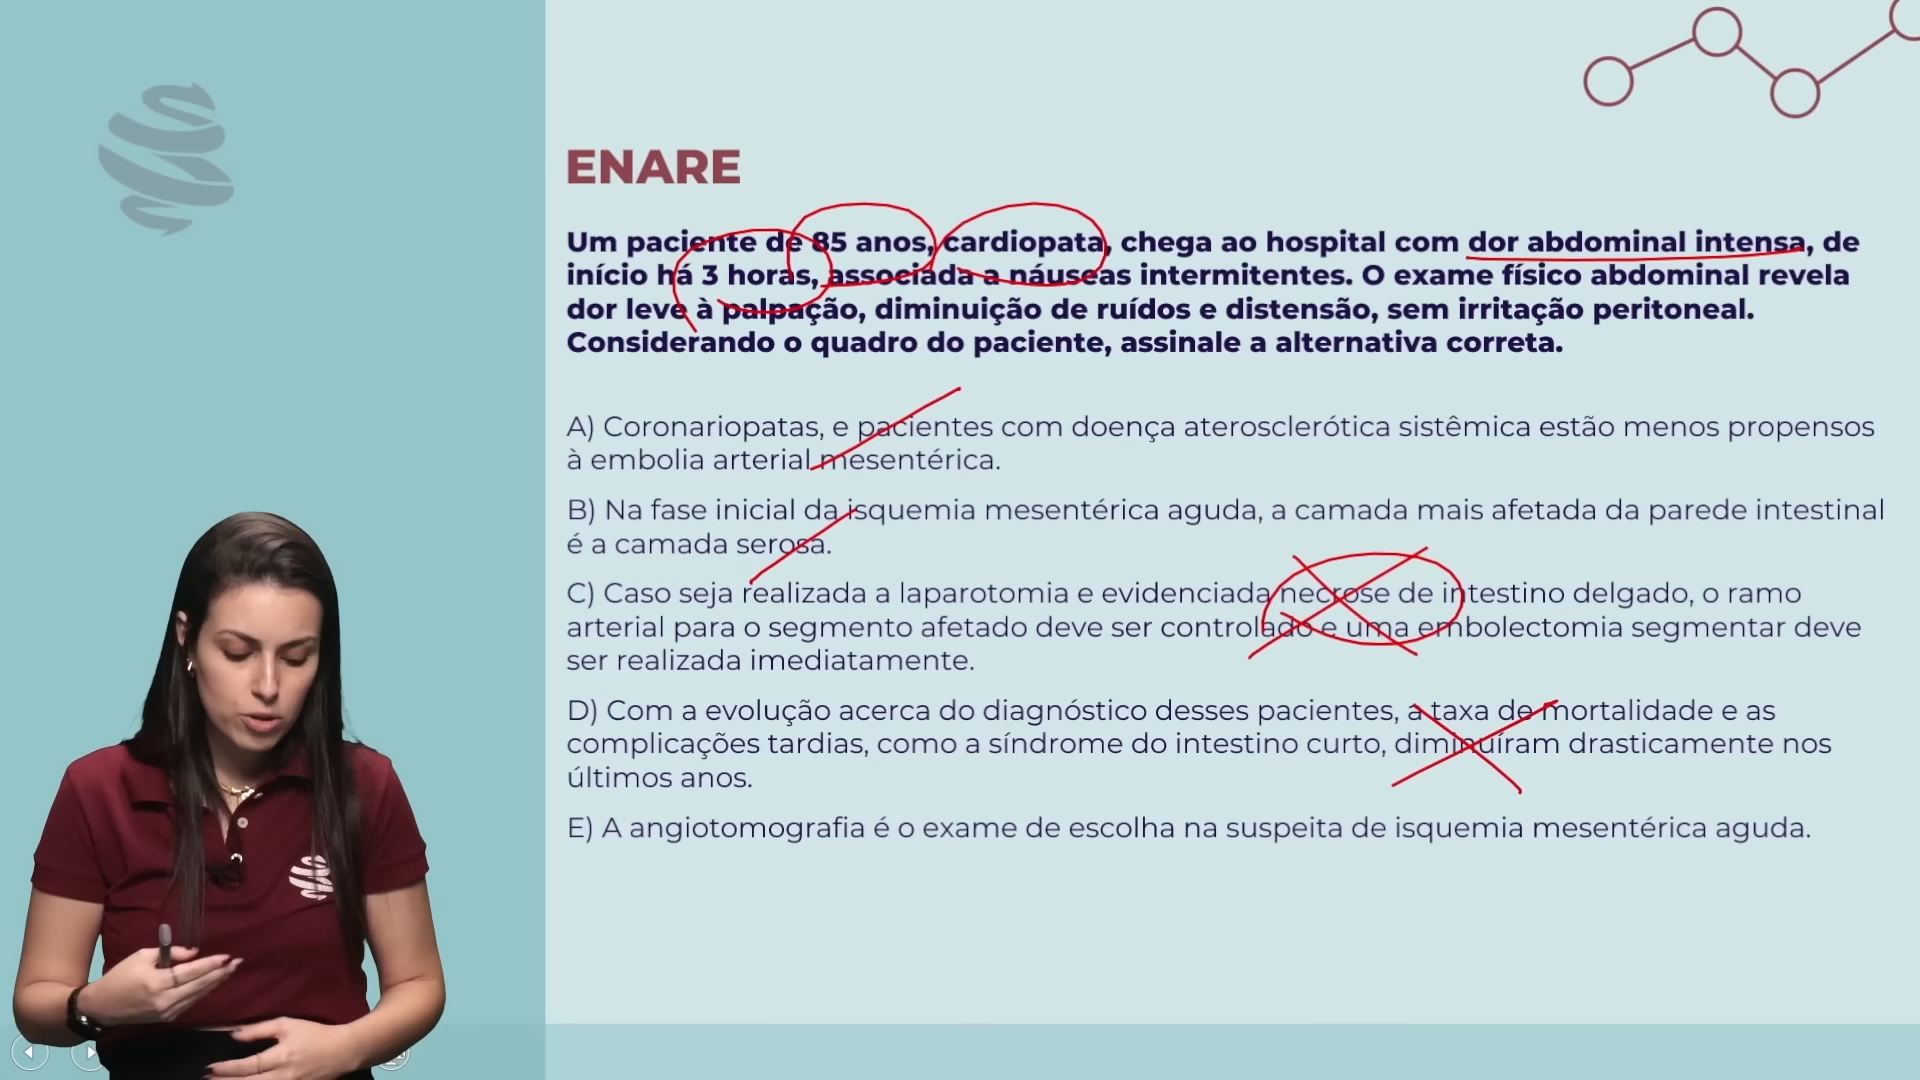 ENARE
Um paciente de 85 anos, cardiopata, chega ao hospital com dor abdominal intensa, de
início há 3 horas, associada a náuseas intermitentes. O exame físico abdominal revela
dor leve à palpação, diminuição de ruídos e distensão, sem irritação peritoneal.
Considerando o quadro do paciente, assinale a alternativa correta.
A) Coronariopatas, e pacientes com doença aterosclerótica sistêmica estão menos propensos
à embolia arterial mesentérica.
B) Na fase inicial da isquemia mesentérica aguda, a camada mais afetada da parede intestinal
é a camada serosa.
C) Caso seja realizada a laparotomia e evidenciada necrose de intestino delgado, o ramo
arterial para o segmento afetado deve ser controlado e uma embolectomia segmentar deve
ser realizada imediatamente.
D) Com a evolução acerca do diagnóstico desses pacientes, a taxa de mortalidade e as
complicações tardias, como a síndrome do intestino curto, diminuíram drasticamente nos
últimos anos.
E) A angiotomografia é o exame de escolha na suspeita de isquemia mesentérica aguda.